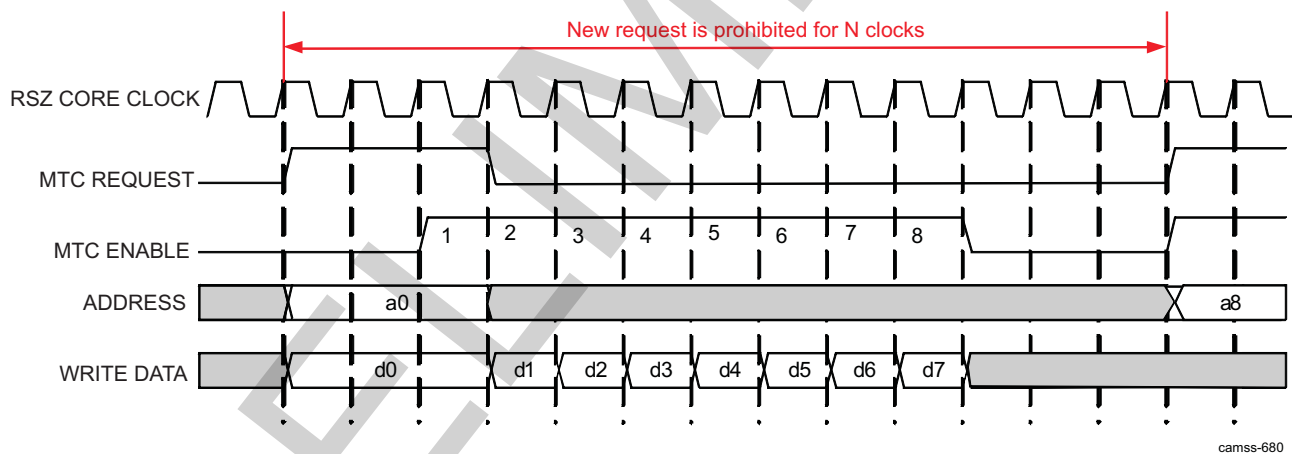 New request is prohibited for N clocks
RSZ CORE CLOCK
MTC REQUEST
MTC ENABLE 1 2 3 4 5 6 7 8
ADDRESS a0 a8
WRITE DATA d0 d1 d2 d3 d4 d5 d6 d7
camss-680